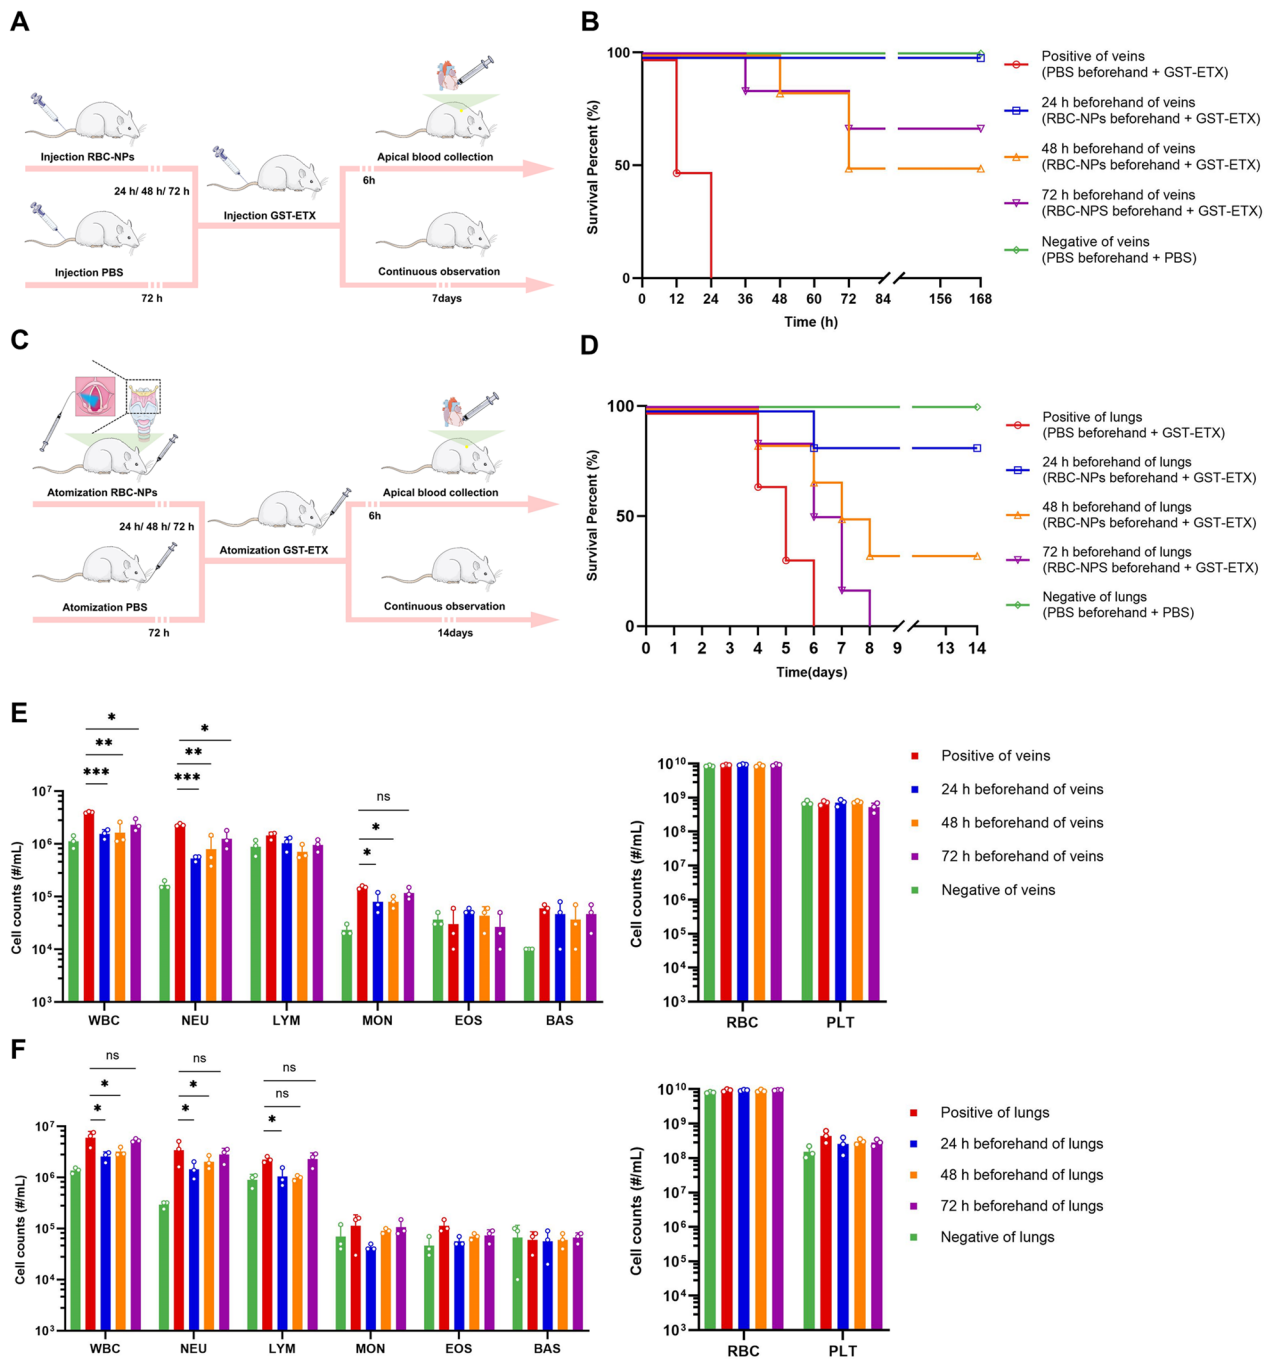 A
Injection RBC-NPs
24 h/ 48 h/ 72 h
Injection PBS
72 h
Injection GST-ETX
Apical blood collection
6h
Continuous observation
7days
B
Survival Percent (%)
100
50
0
0 12 24 36 48 60 72 84 156 168
Time (h)
Positive of veins
(PBS beforehand + GST-ETX)
24 h beforehand of veins
(RBC-NPs beforehand + GST-ETX)
48 h beforehand of veins
(RBC-NPs beforehand + GST-ETX)
72 h beforehand of veins
(RBC-NPS beforehand + GST-ETX)
Negative of veins
(PBS beforehand + PBS)
C
Atomization RBC-NPs
24 h/ 48 h/ 72 h
Atomization PBS
72 h
Atomization GST-ETX
Apical blood collection
6h
Continuous observation
14days
D
Survival Percent (%)
100
50
0
0 1 2 3 4 5 6 7 8 9 13 14
Time(days)
Positive of lungs
(PBS beforehand + GST-ETX)
24 h beforehand of lungs
(RBC-NPs beforehand + GST-ETX)
48 h beforehand of lungs
(RBC-NPs beforehand + GST-ETX)
72 h beforehand of lungs
(RBC-NPS beforehand + GST-ETX)
Negative of lungs
(PBS beforehand + PBS)
E
Cell counts (#/mL)
10⁷
10⁶
10⁵
10⁴
10³
*
**
***
*
**
***
ns
*
*
WBC NEU LYM MON EOS BAS
Cell counts (#/mL)
10¹⁰
10⁹
10⁸
10⁷
10⁶
10⁵
10⁴
10³
RBC PLT
Positive of veins
24 h beforehand of veins
48 h beforehand of veins
72 h beforehand of veins
Negative of veins
F
Cell counts (#/mL)
10⁷
10⁶
10⁵
10⁴
10³
ns
*
*
ns
*
*
ns
ns
*
WBC NEU LYM MON EOS BAS
Cell counts (#/mL)
10¹⁰
10⁹
10⁸
10⁷
10⁶
10⁵
10⁴
10³
RBC PLT
Positive of lungs
24 h beforehand of lungs
48 h beforehand of lungs
72 h beforehand of lungs
Negative of lungs